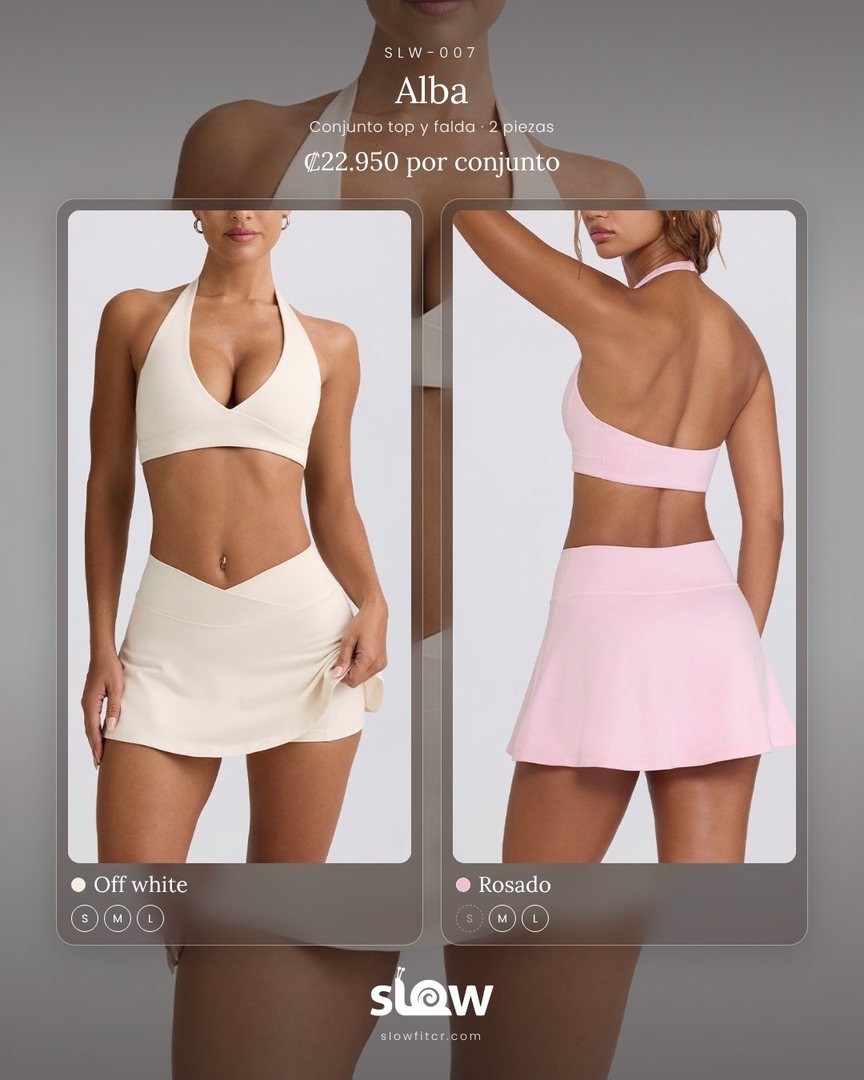 SLW-007
Alba
Conjunto top y falda · 2 piezas
₡22.950 por conjunto
Off white
S M L
Rosado
S M L
slow
slowfitcr.com